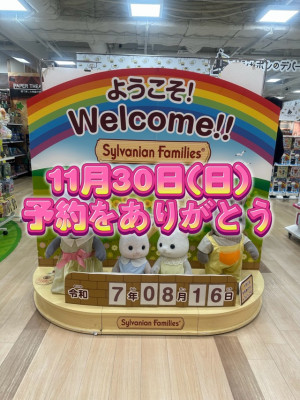 ようこそ!
Welcome!!
Sylvanian Families
11月30日(日)
予約をありがとう
令和 7年 08月 16日
Sylvanian Families